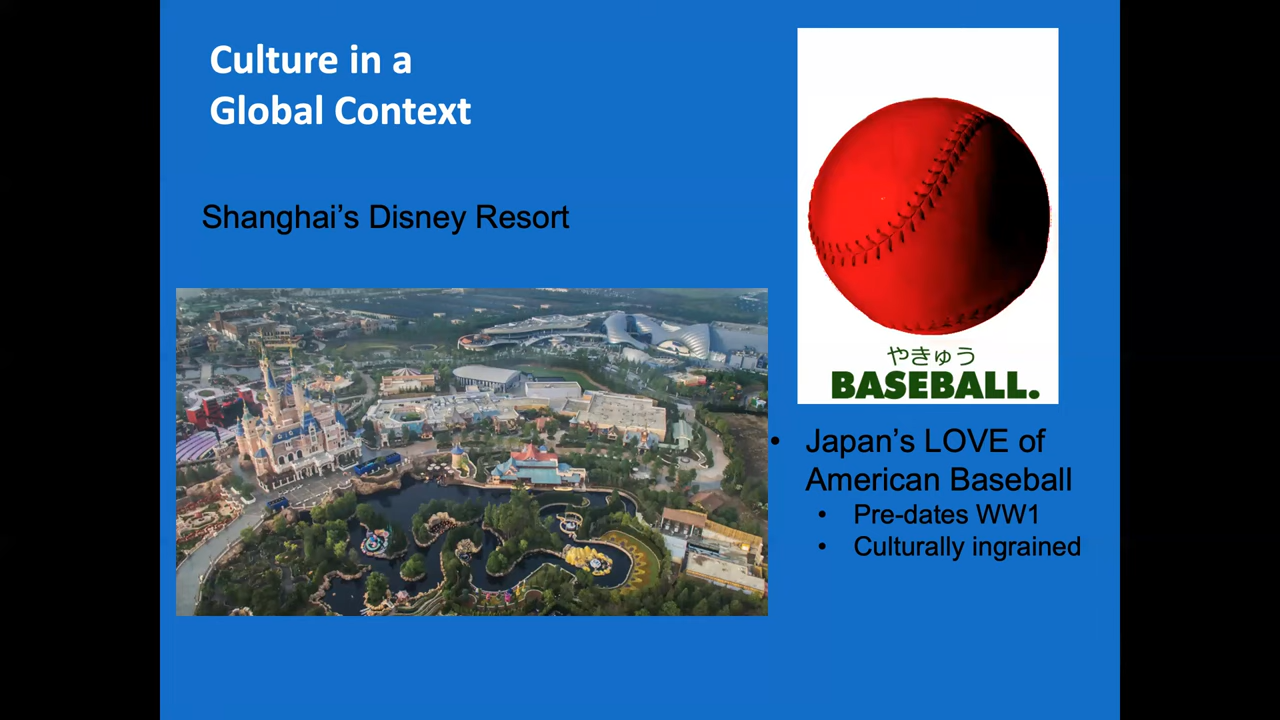 Culture in a
Global Context
Shanghai's Disney Resort
やきゅう
BASEBALL.
• Japan's LOVE of
American Baseball
• Pre-dates WW1
• Culturally ingrained